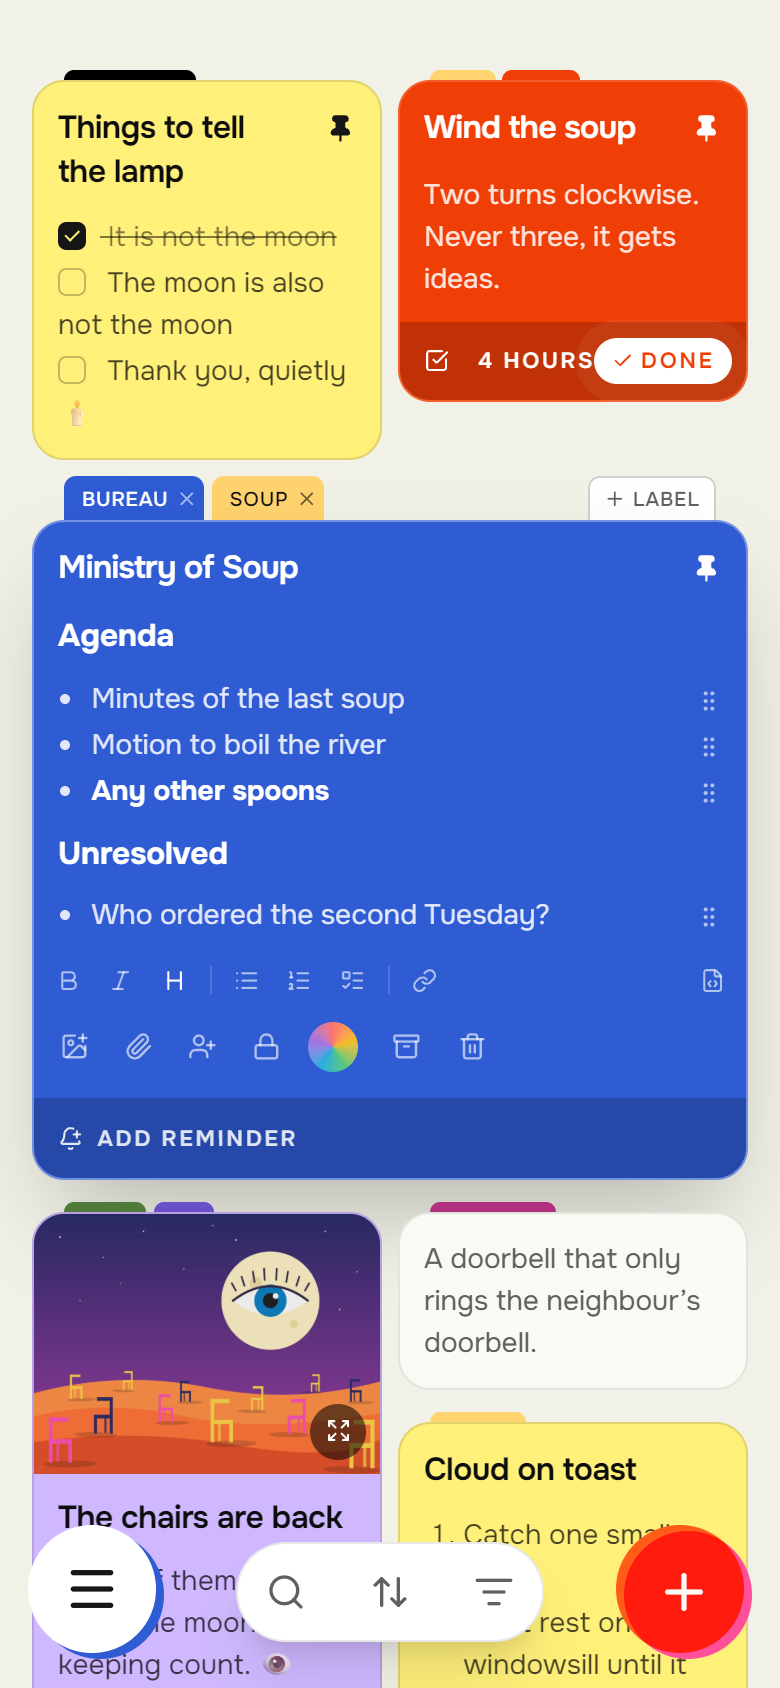 Things to tell
the lamp
It is not the moon
The moon is also
not the moon
Thank you, quietly
🕯️
Wind the soup
Two turns clockwise.
Never three, it gets
ideas.
4 HOURS
DONE
BUREAU
SOUP
+ LABEL
Ministry of Soup
Agenda
• Minutes of the last soup
• Motion to boil the river
• Any other spoons
Unresolved
• Who ordered the second Tuesday?
B I H
ADD REMINDER
The chairs are back
them
moon
keeping count. 👁️
A doorbell that only
rings the neighbour’s
doorbell.
Cloud on toast
1. Catch one small
rest on
windowsill until it